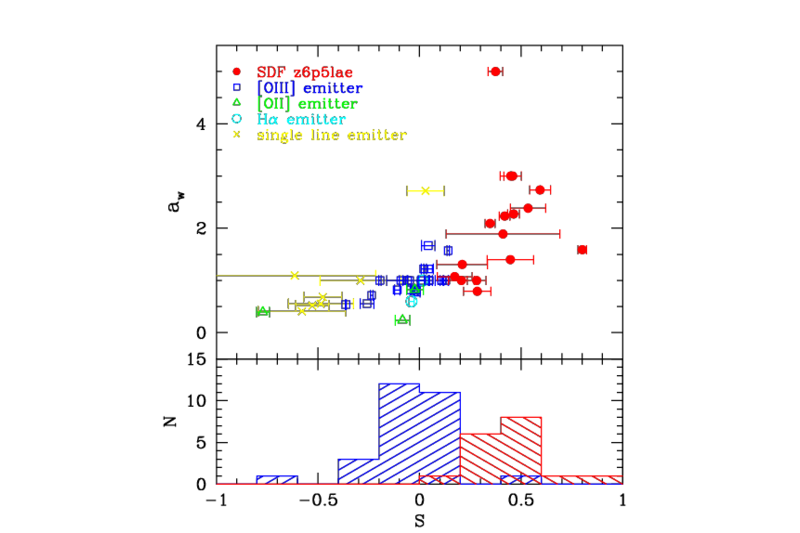 SDF z6p5lae
[OIII] emitter
[OII] emitter
Hα emitter
single line emitter
4
2
0
a_w
15
10
5
0
N
−1 −0.5 0 0.5 1
S